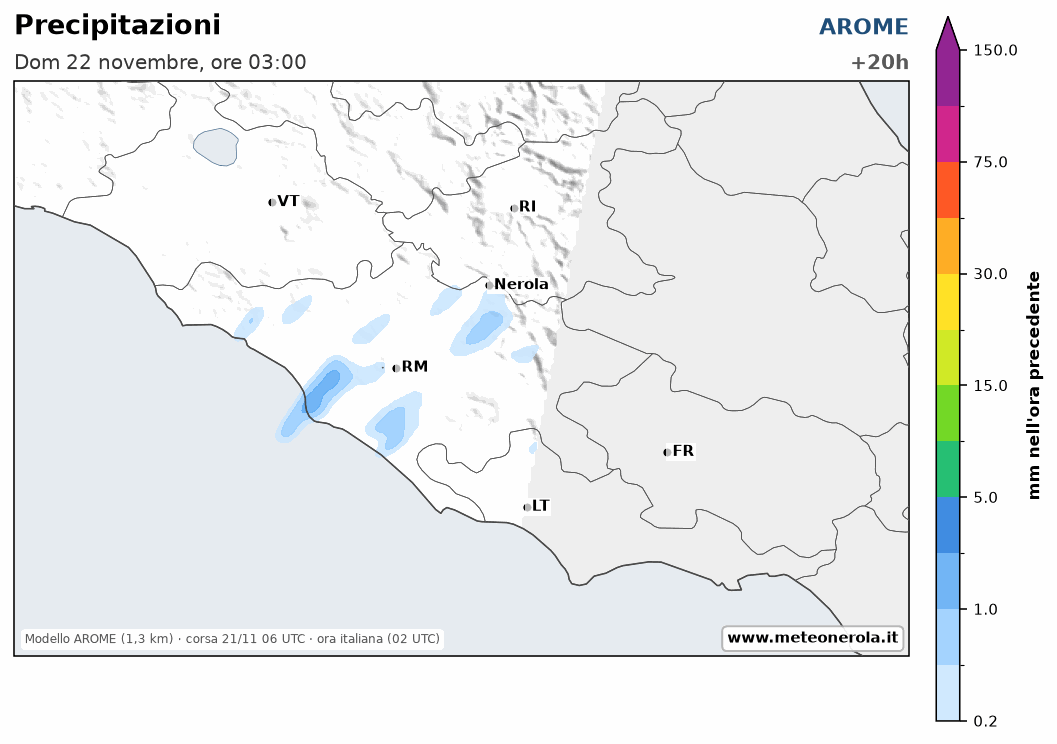 Precipitazioni
AROME
Dom 22 novembre, ore 03:00
+20h
150.0
75.0
30.0
15.0
5.0
1.0
0.2
mm nell'ora precedente
VT
RI
Nerola
RM
FR
LT
Modello AROME (1,3 km) · corsa 21/11 06 UTC · ora italiana (02 UTC)
www.meteonerola.it